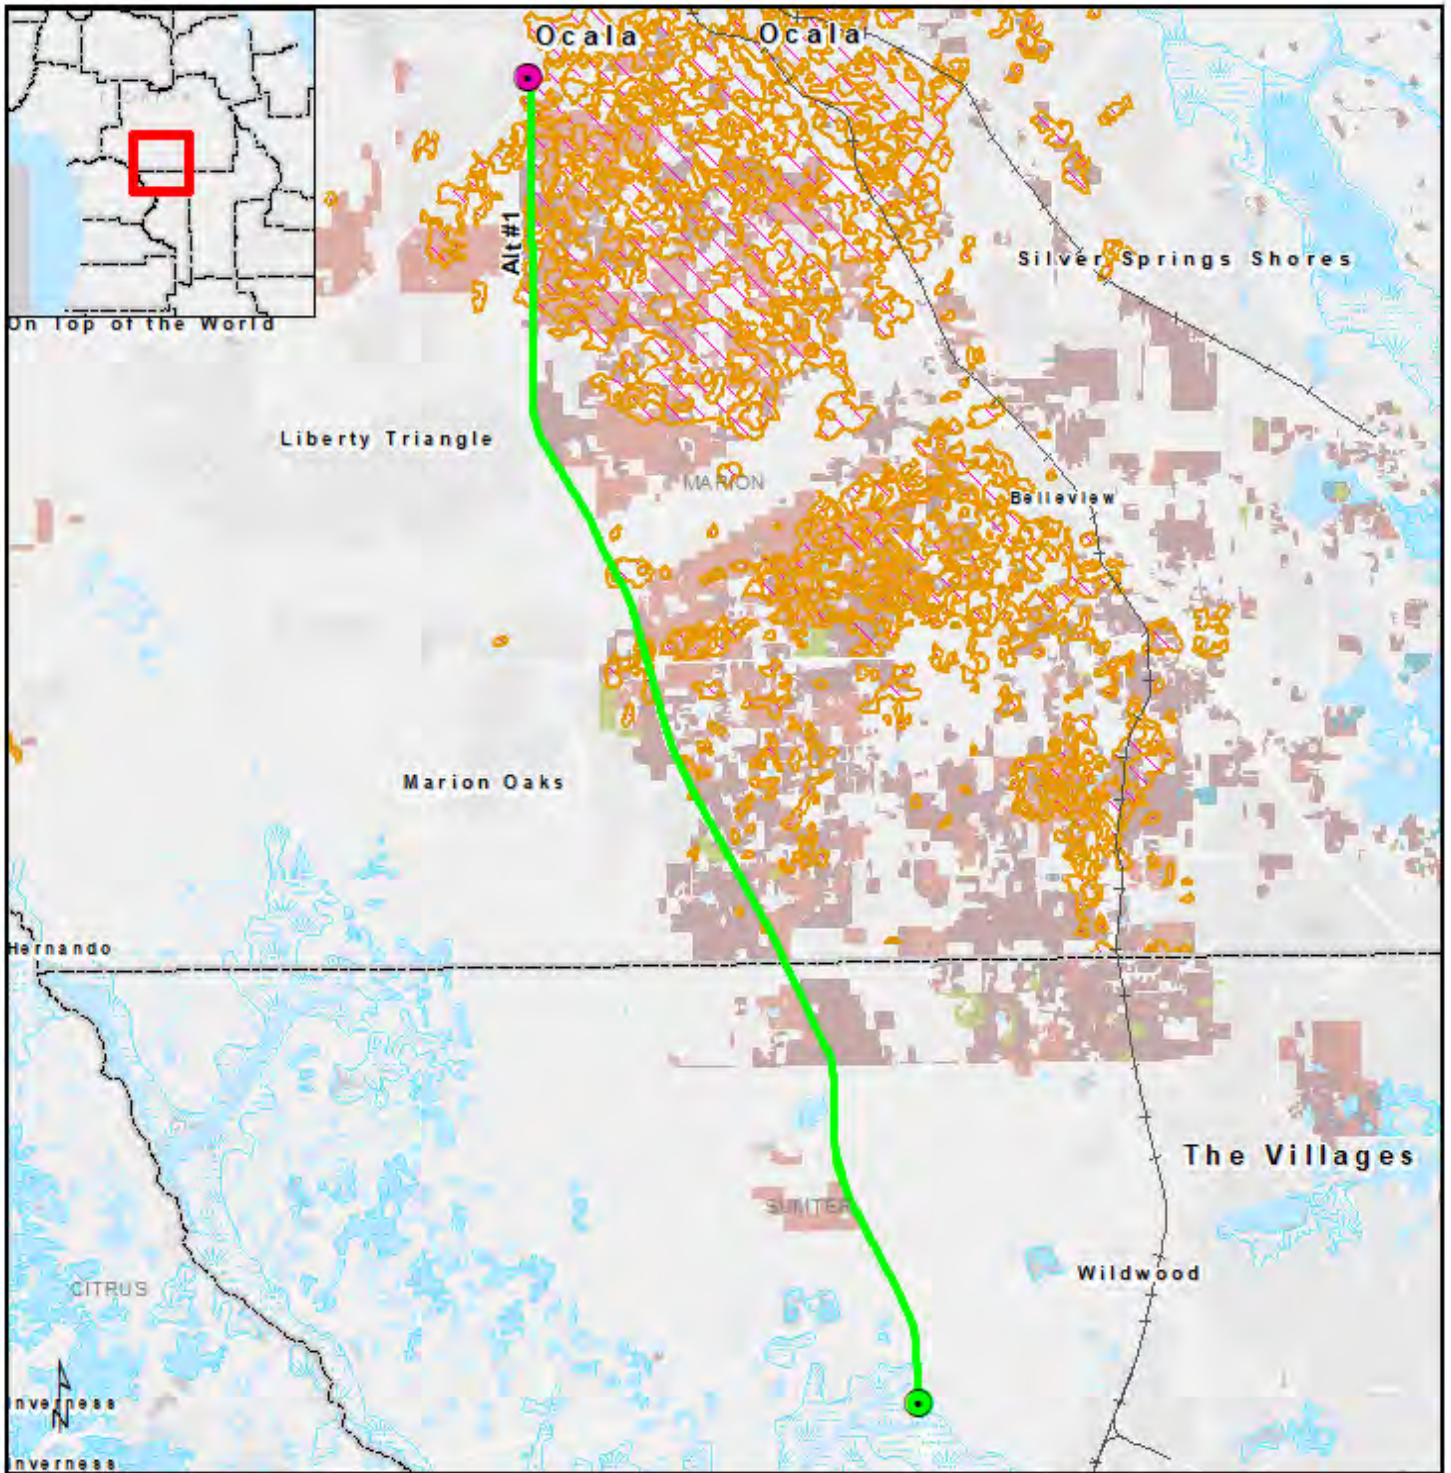 Ocala
Ocala
Alt #1
Silver Springs Shores
On Top of the World
Liberty Triangle
MARION
Belleview
Marion Oaks
Hernando
The Villages
SUMTER
Wildwood
CITRUS
Inverness
N
Inverness